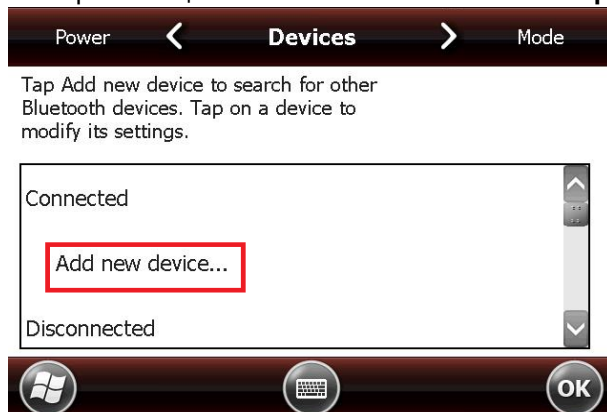 Power Devices Mode
Tap Add new device to search for other
Bluetooth devices. Tap on a device to
modify its settings.
Connected
Add new device...
Disconnected
OK